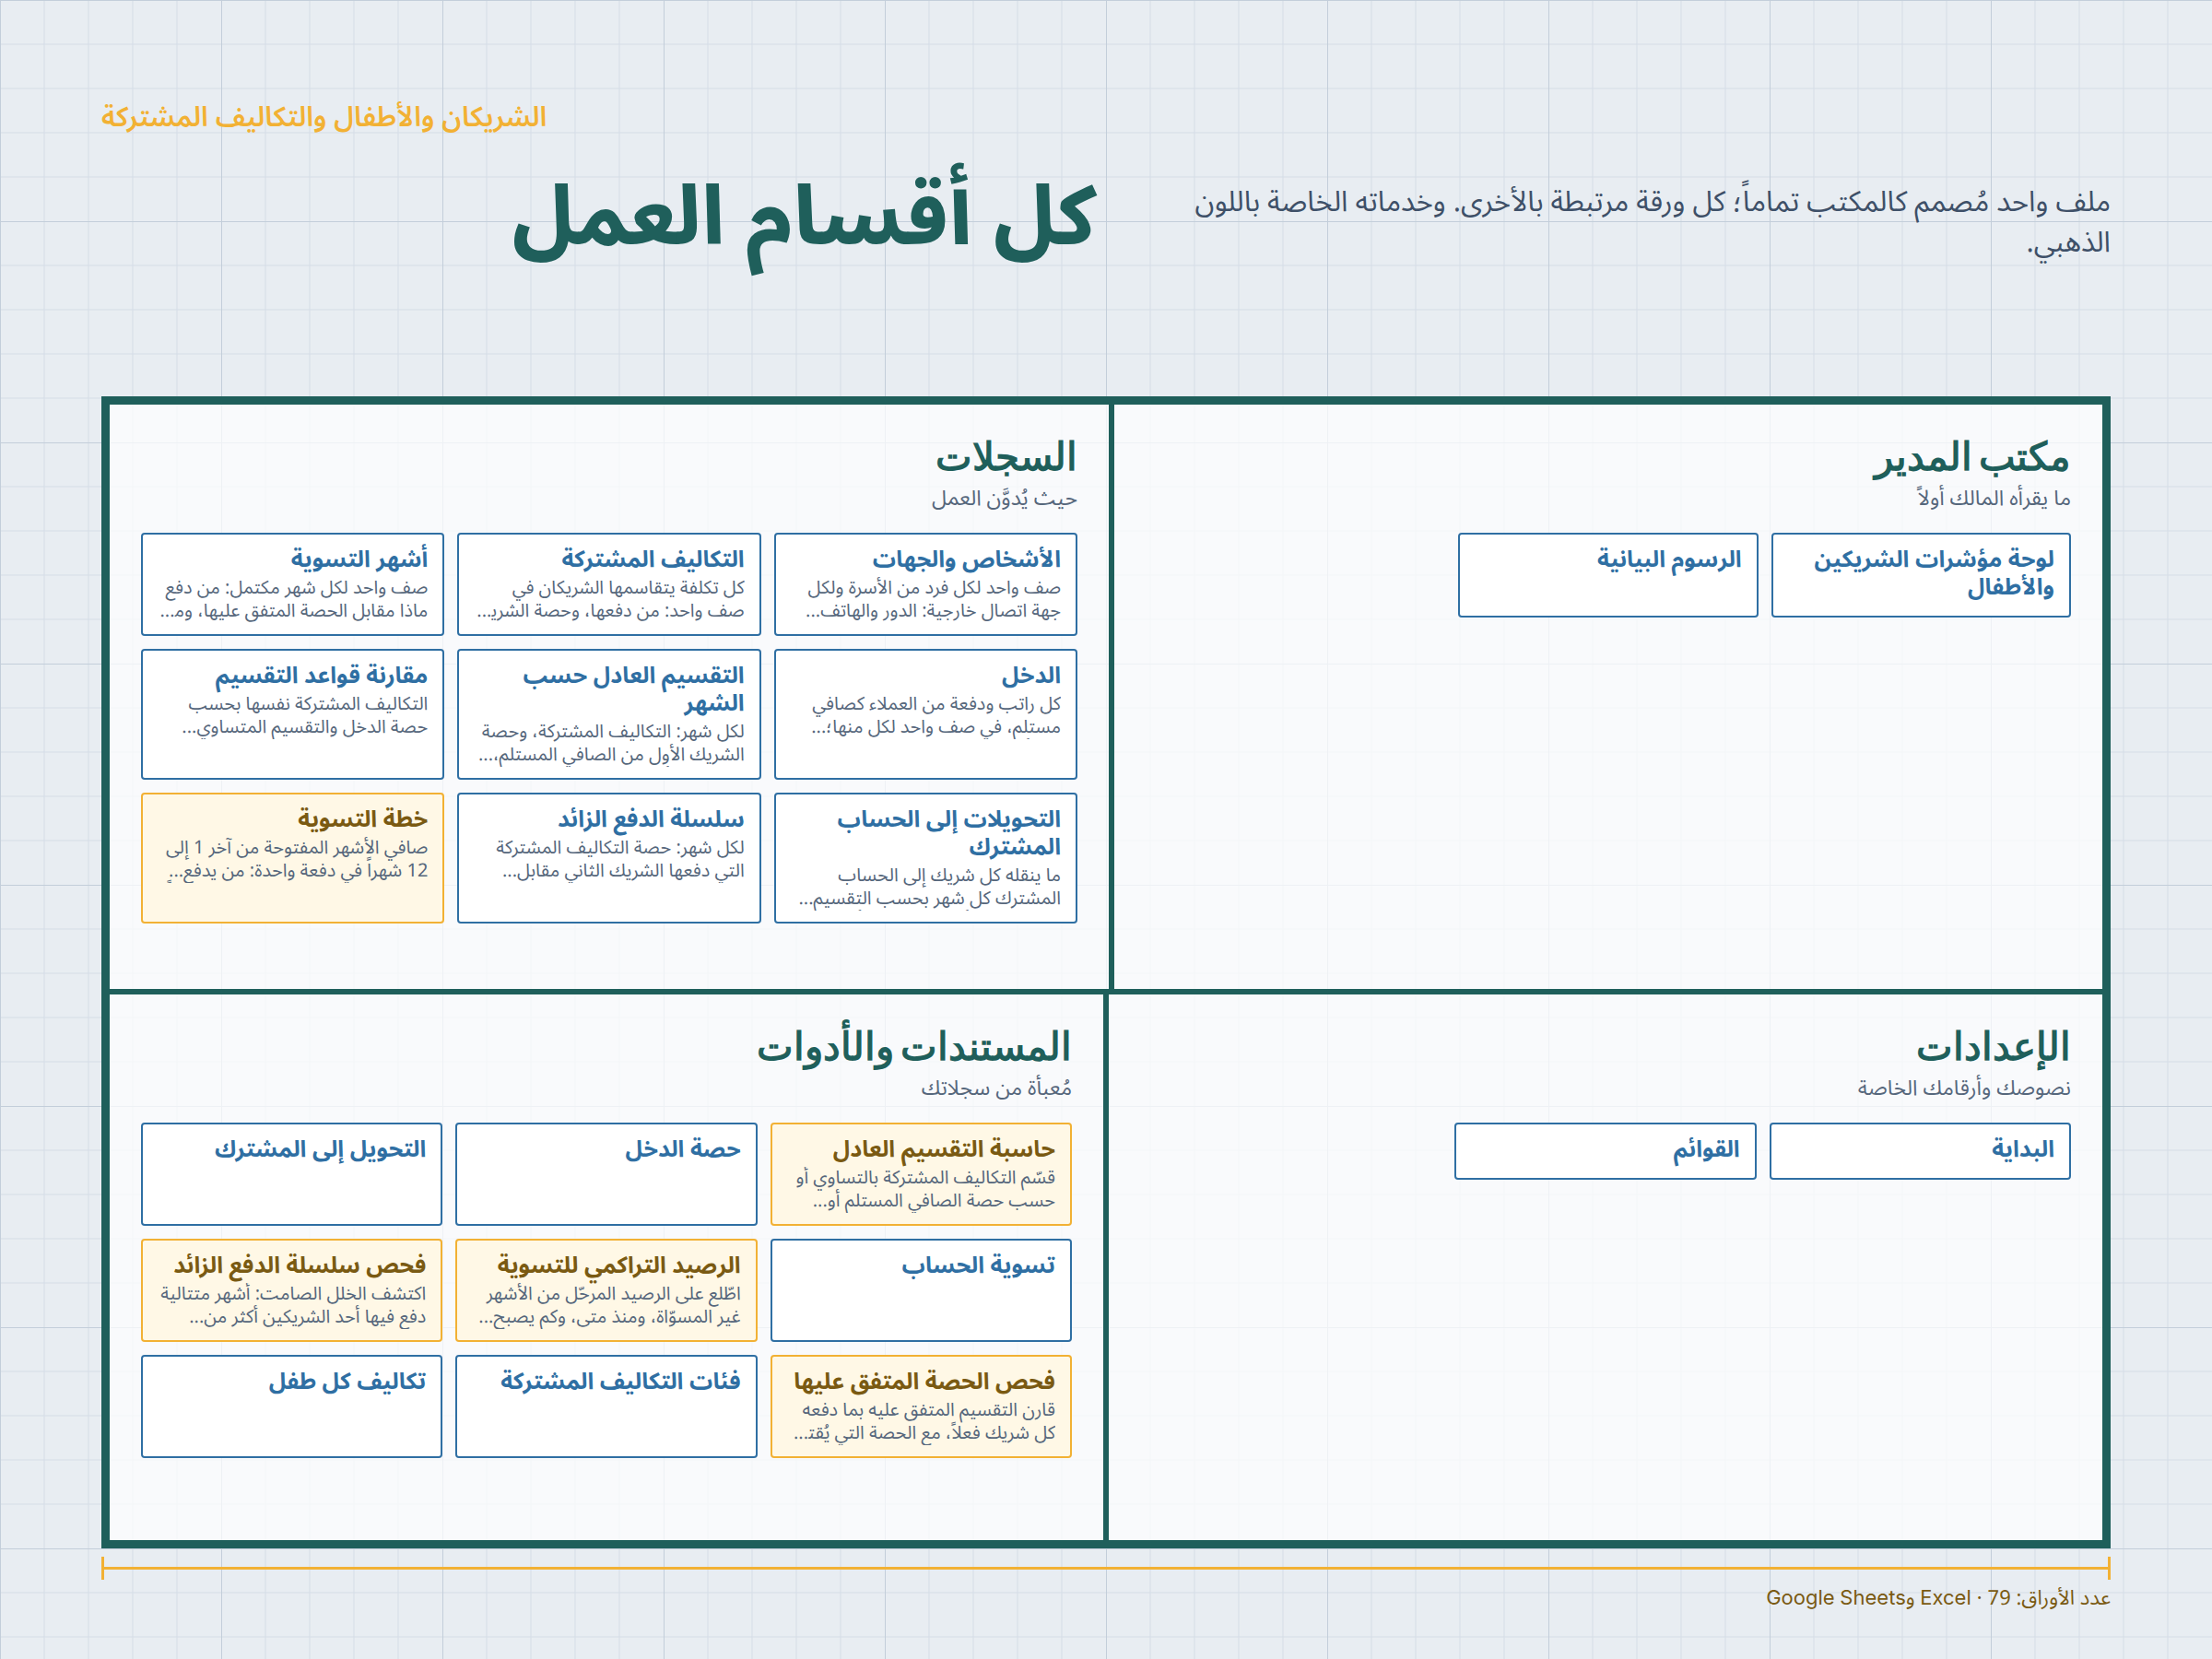 الشريكان والأطفال والتكاليف المشتركة
كل أقسام العمل
ملف واحد مُصمم كالمكتب تماماً؛ كل ورقة مرتبطة بالأخرى. وخدماته الخاصة باللون
الذهبي.
مكتب المدير
ما يقرأه المالك أولاً
لوحة مؤشرات الشريكين
والأطفال
الرسوم البيانية
السجلات
حيث يُدوَّن العمل
الأشخاص والجهات
صف واحد لكل فرد من الأسرة ولكل
جهة اتصال خارجية: الدور والهاتف...
التكاليف المشتركة
كل تكلفة يتقاسمها الشريكان في
صف واحد: من دفعها، وحصة الشريـ...
أشهر التسوية
صف واحد لكل شهر مكتمل: من دفع
ماذا مقابل الحصة المتفق عليها، ومـ...
الدخل
كل راتب ودفعة من العملاء كصافي
مستلم، في صف واحد لكل منها؛...
التقسيم العادل حسب
الشهر
لكل شهر: التكاليف المشتركة، وحصة
الشريك الأول من الصافي المستلم،...
مقارنة قواعد التقسيم
التكاليف المشتركة نفسها بحسب
حصة الدخل والتقسيم المتساوي...
التحويلات إلى الحساب
المشترك
ما ينقله كل شريك إلى الحساب
المشترك كل شهر بحسب التقسيم...
سلسلة الدفع الزائد
لكل شهر: حصة التكاليف المشتركة
التي دفعها الشريك الثاني مقابل...
خطة التسوية
صافي الأشهر المفتوحة من آخر 1 إلى
12 شهراً في دفعة واحدة: من يدفع...
الإعدادات
نصوصك وأرقامك الخاصة
البداية
القوائم
المستندات والأدوات
مُعبأة من سجلاتك
حاسبة التقسيم العادل
قسّم التكاليف المشتركة بالتساوي أو
حسب حصة الصافي المستلم أو...
حصة الدخل
التحويل إلى المشترك
تسوية الحساب
الرصيد التراكمي للتسوية
اطّلع على الرصيد المرحّل من الأشهر
غير المسوّاة، ومنذ متى، وكم يصبح...
فحص سلسلة الدفع الزائد
اكتشف الخلل الصامت: أشهر متتالية
دفع فيها أحد الشريكين أكثر من...
فحص الحصة المتفق عليها
قارن التقسيم المتفق عليه بما دفعه
كل شريك فعلاً، مع الحصة التي يُقتـ...
فئات التكاليف المشتركة
تكاليف كل طفل
عدد الأوراق: 79 · Excel وGoogle Sheets